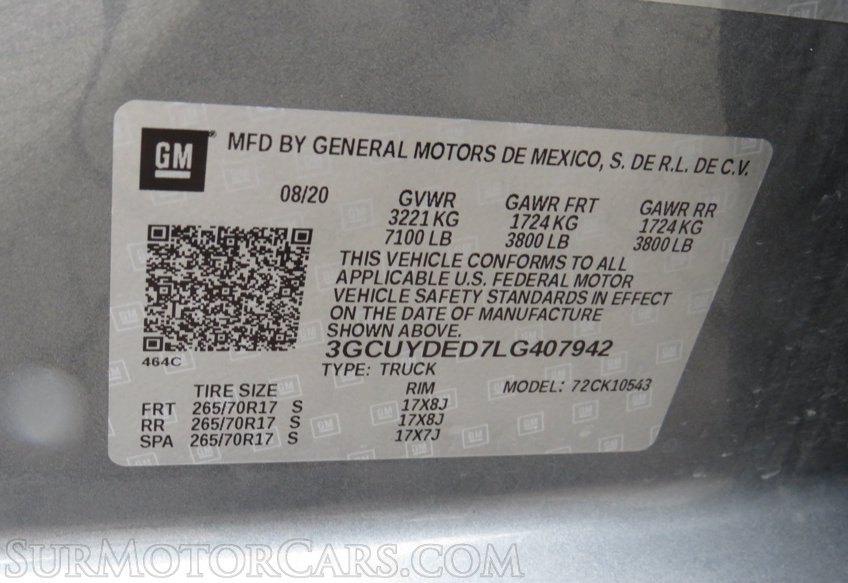 GM
MFD BY GENERAL MOTORS DE MEXICO, S. DE R.L. DE C.V.
08/20 GVWR GAWR FRT GAWR RR
3221 KG 1724 KG 1724 KG
7100 LB 3800 LB 3800 LB
THIS VEHICLE CONFORMS TO ALL
APPLICABLE U.S. FEDERAL MOTOR
VEHICLE SAFETY STANDARDS IN EFFECT
ON THE DATE OF MANUFACTURE
SHOWN ABOVE.
464C
3GCUYDED7LG407942
TYPE: TRUCK MODEL: 72CK10543
TIRE SIZE RIM
FRT 265/70R17 S 17X8J
RR 265/70R17 S 17X8J
SPA 265/70R17 S 17X7J
SURMOTORCARS.COM